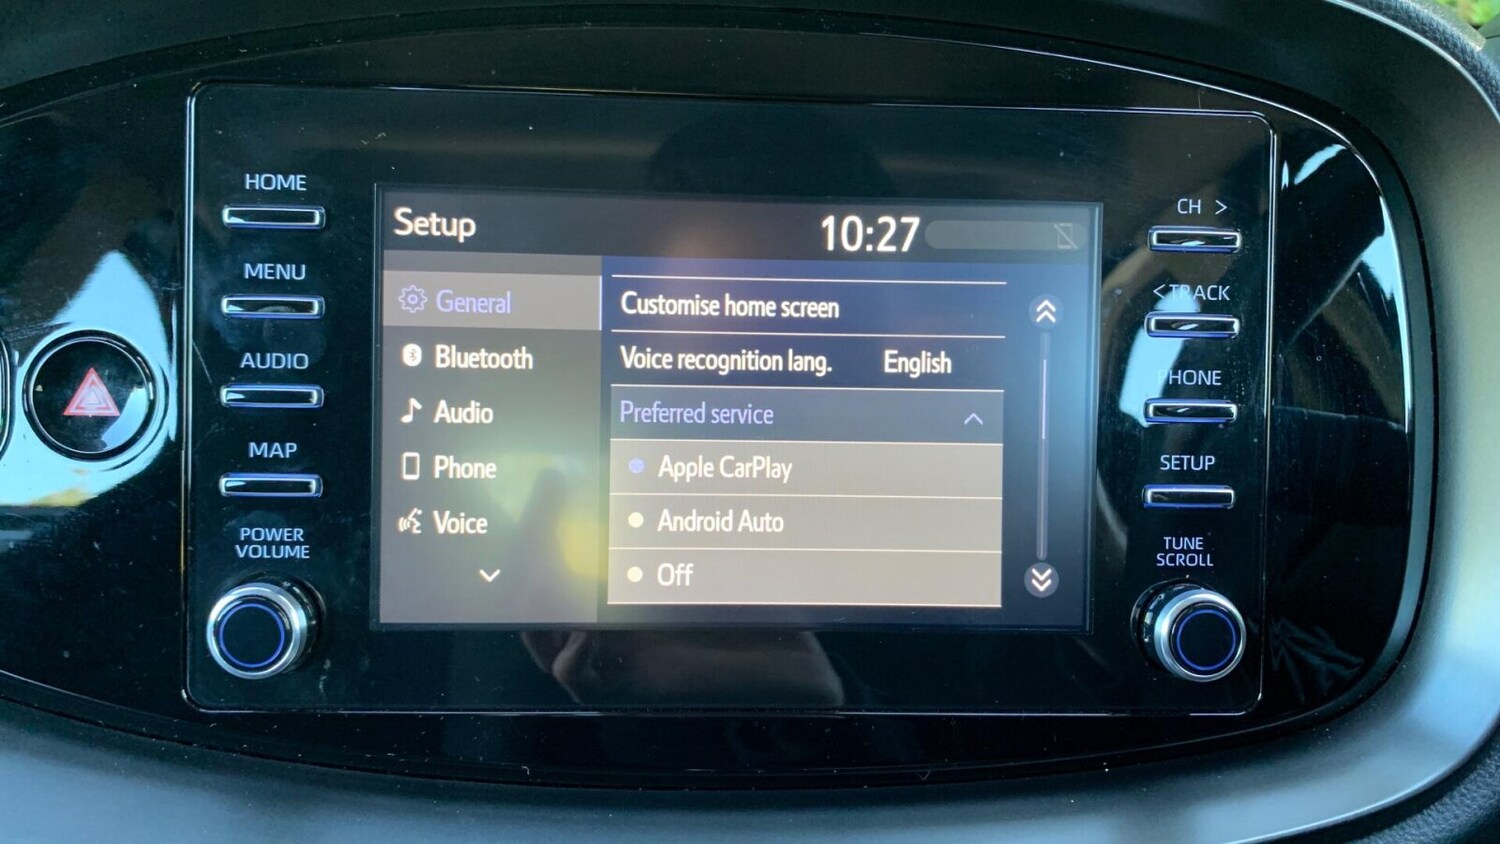 HOME
MENU
AUDIO
MAP
POWER
VOLUME
Setup 10:27
General
Bluetooth
Audio
Phone
Voice
Customise home screen
Voice recognition lang. English
Preferred service
Apple CarPlay
Android Auto
Off
CH >
< TRACK
PHONE
SETUP
TUNE
SCROLL